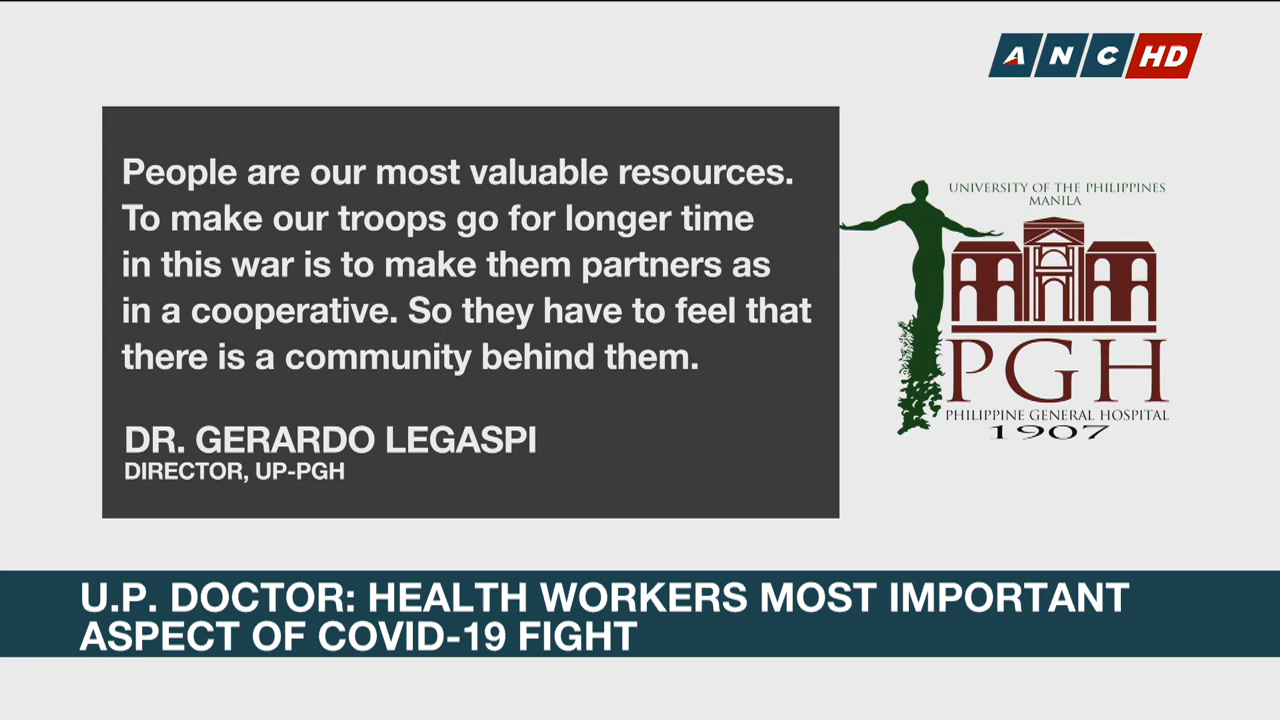 ANC HD
People are our most valuable resources.
To make our troops go for longer time
in this war is to make them partners as
in a cooperative. So they have to feel that
there is a community behind them.
DR. GERARDO LEGASPI
DIRECTOR, UP-PGH
UNIVERSITY OF THE PHILIPPINES
MANILA
PGH
PHILIPPINE GENERAL HOSPITAL
1907
U.P. DOCTOR: HEALTH WORKERS MOST IMPORTANT
ASPECT OF COVID-19 FIGHT